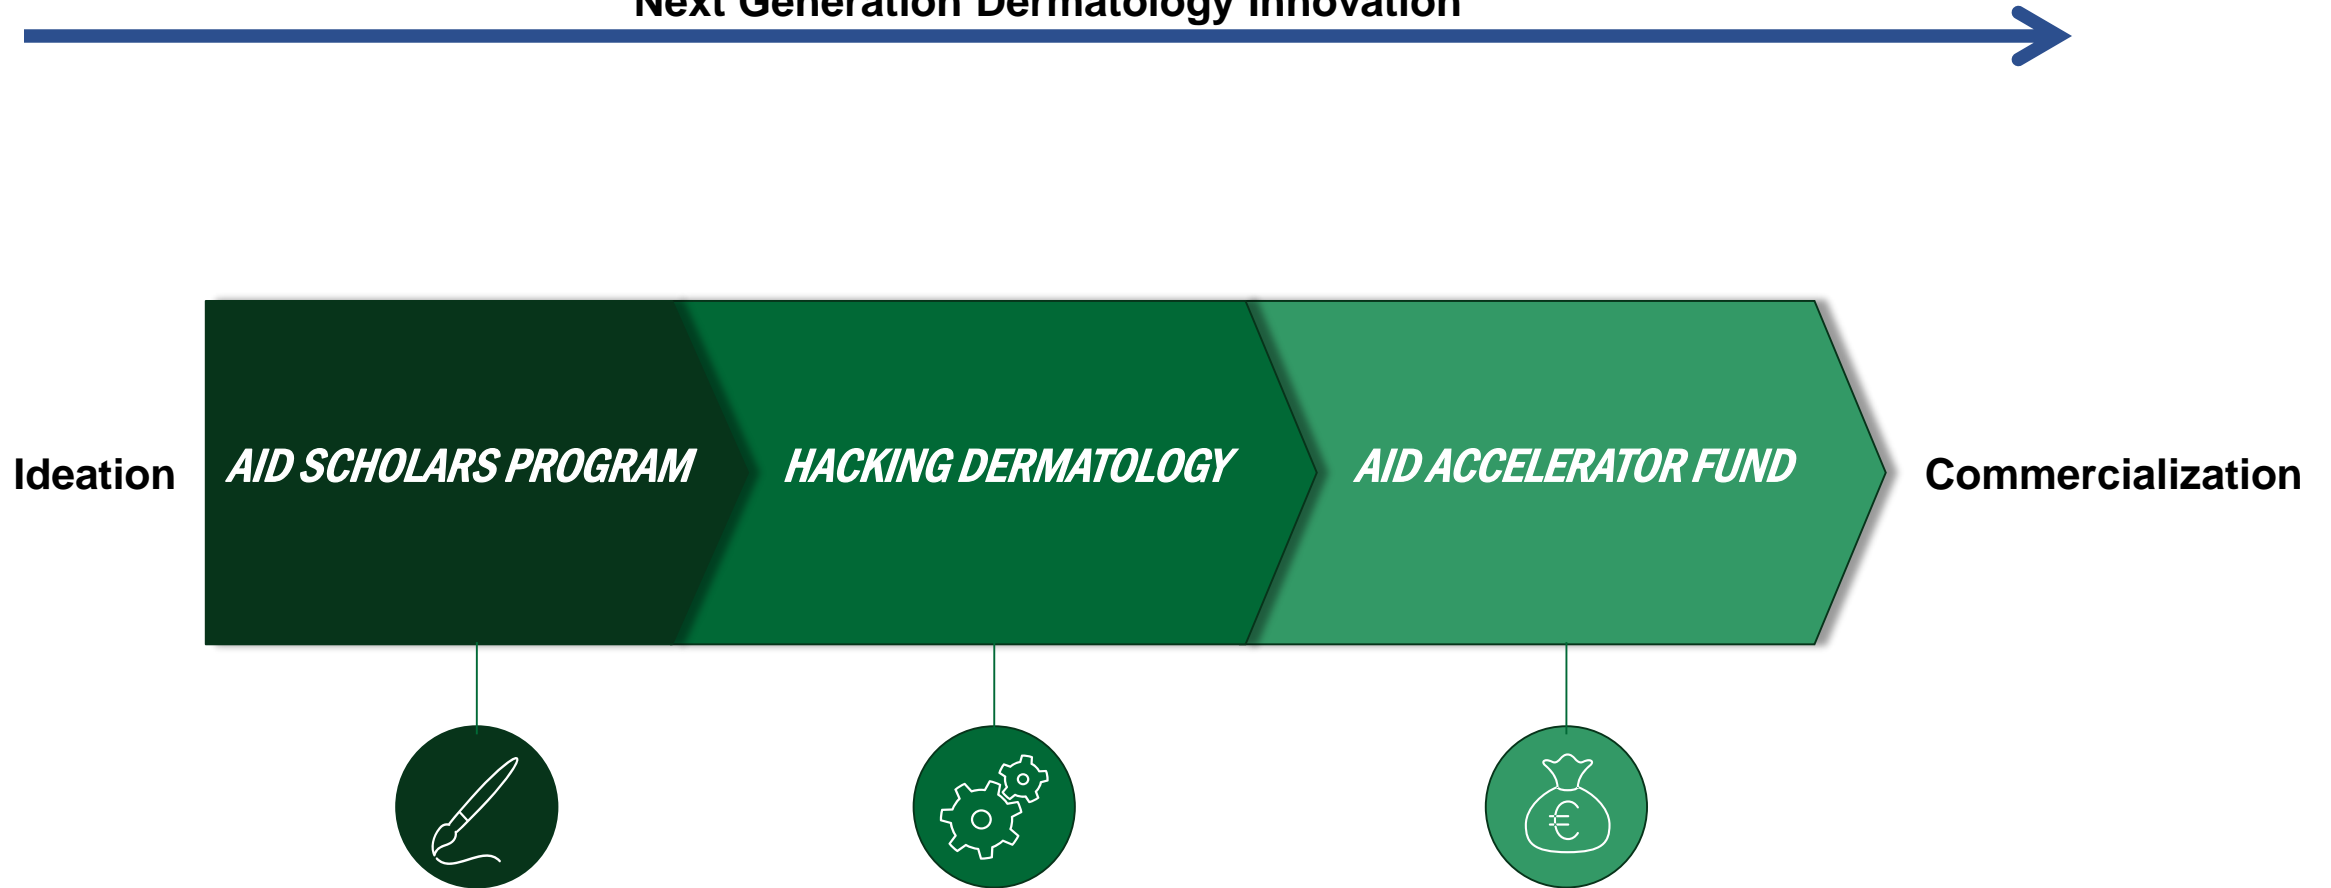 Next Generation Dermatology Innovation
Ideation
AID SCHOLARS PROGRAM
HACKING DERMATOLOGY
AID ACCELERATOR FUND
Commercialization
€